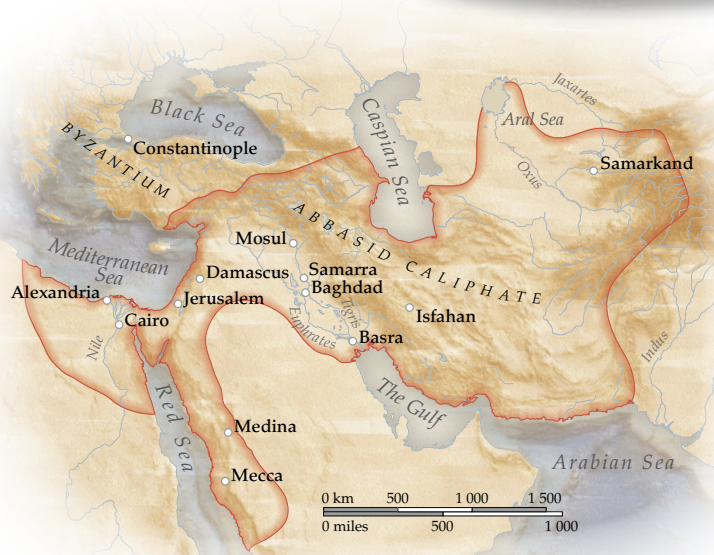 Black Sea
Caspian Sea
Jaxartes
Aral Sea
BYZANTIUM
Constantinople
Samarkand
Oxus
ABBASID CALIPHATE
Mosul
Mediterranean
Sea
Damascus
Samarra
Baghdad
Alexandria
Jerusalem
Tigris
Isfahan
Cairo
Euphrates
Basra
Nile
Indus
The Gulf
Red Sea
Medina
Arabian Sea
Mecca
0 km 500 1 000 1 500
0 miles 500 1 000